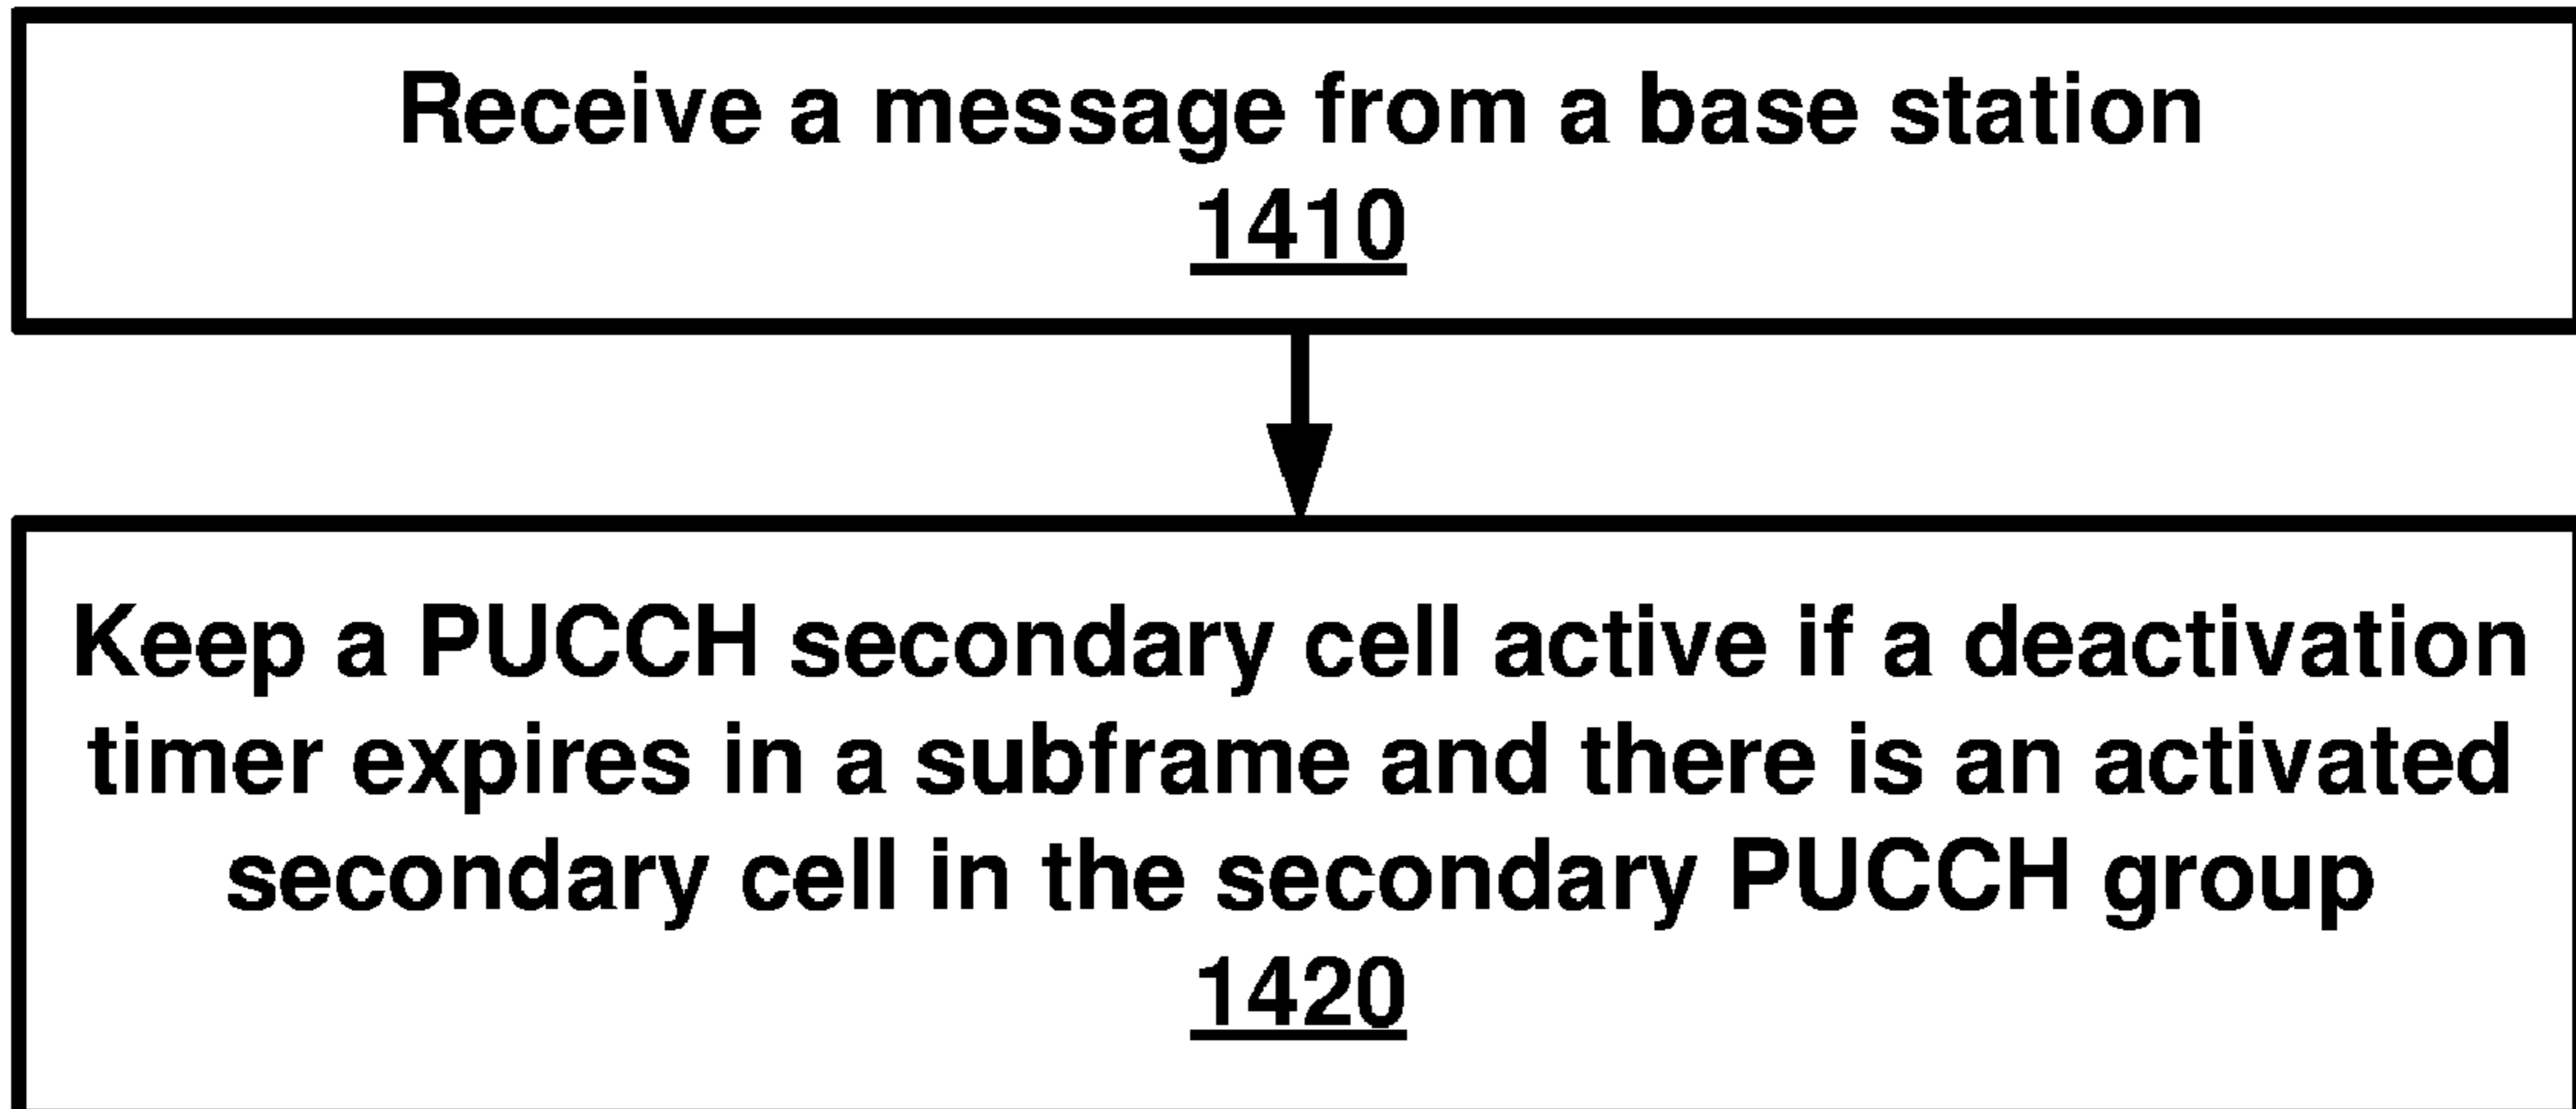 Receive a message from a base station
1410
Keep a PUCCH secondary cell active if a deactivation
timer expires in a subframe and there is an activated
secondary cell in the secondary PUCCH group
1420